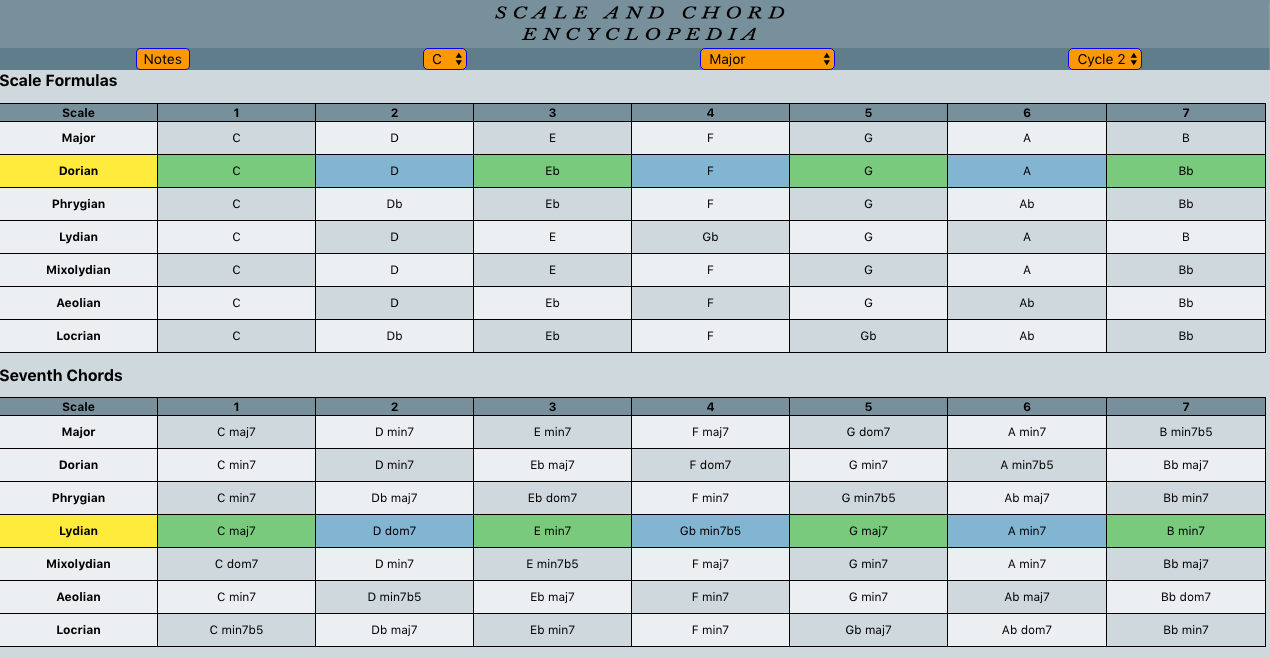 SCALE AND CHORD
ENCYCLOPEDIA
Notes C Major Cycle 2
Scale Formulas
Scale 1 2 3 4 5 6 7
Major C D E F G A B
Dorian C D Eb F G A Bb
Phrygian C Db Eb F G Ab Bb
Lydian C D E Gb G A B
Mixolydian C D E F G A Bb
Aeolian C D Eb F G Ab Bb
Locrian C Db Eb F Gb Ab Bb
Seventh Chords
Scale 1 2 3 4 5 6 7
Major C maj7 D min7 E min7 F maj7 G dom7 A min7 B min7b5
Dorian C min7 D min7 Eb maj7 F dom7 G min7 A min7b5 Bb maj7
Phrygian C min7 Db maj7 Eb dom7 F min7 G min7b5 Ab maj7 Bb min7
Lydian C maj7 D dom7 E min7 Gb min7b5 G maj7 A min7 B min7
Mixolydian C dom7 D min7 E min7b5 F maj7 G min7 A min7 Bb maj7
Aeolian C min7 D min7b5 Eb maj7 F min7 G min7 Ab maj7 Bb dom7
Locrian C min7b5 Db maj7 Eb min7 F min7 Gb maj7 Ab dom7 Bb min7